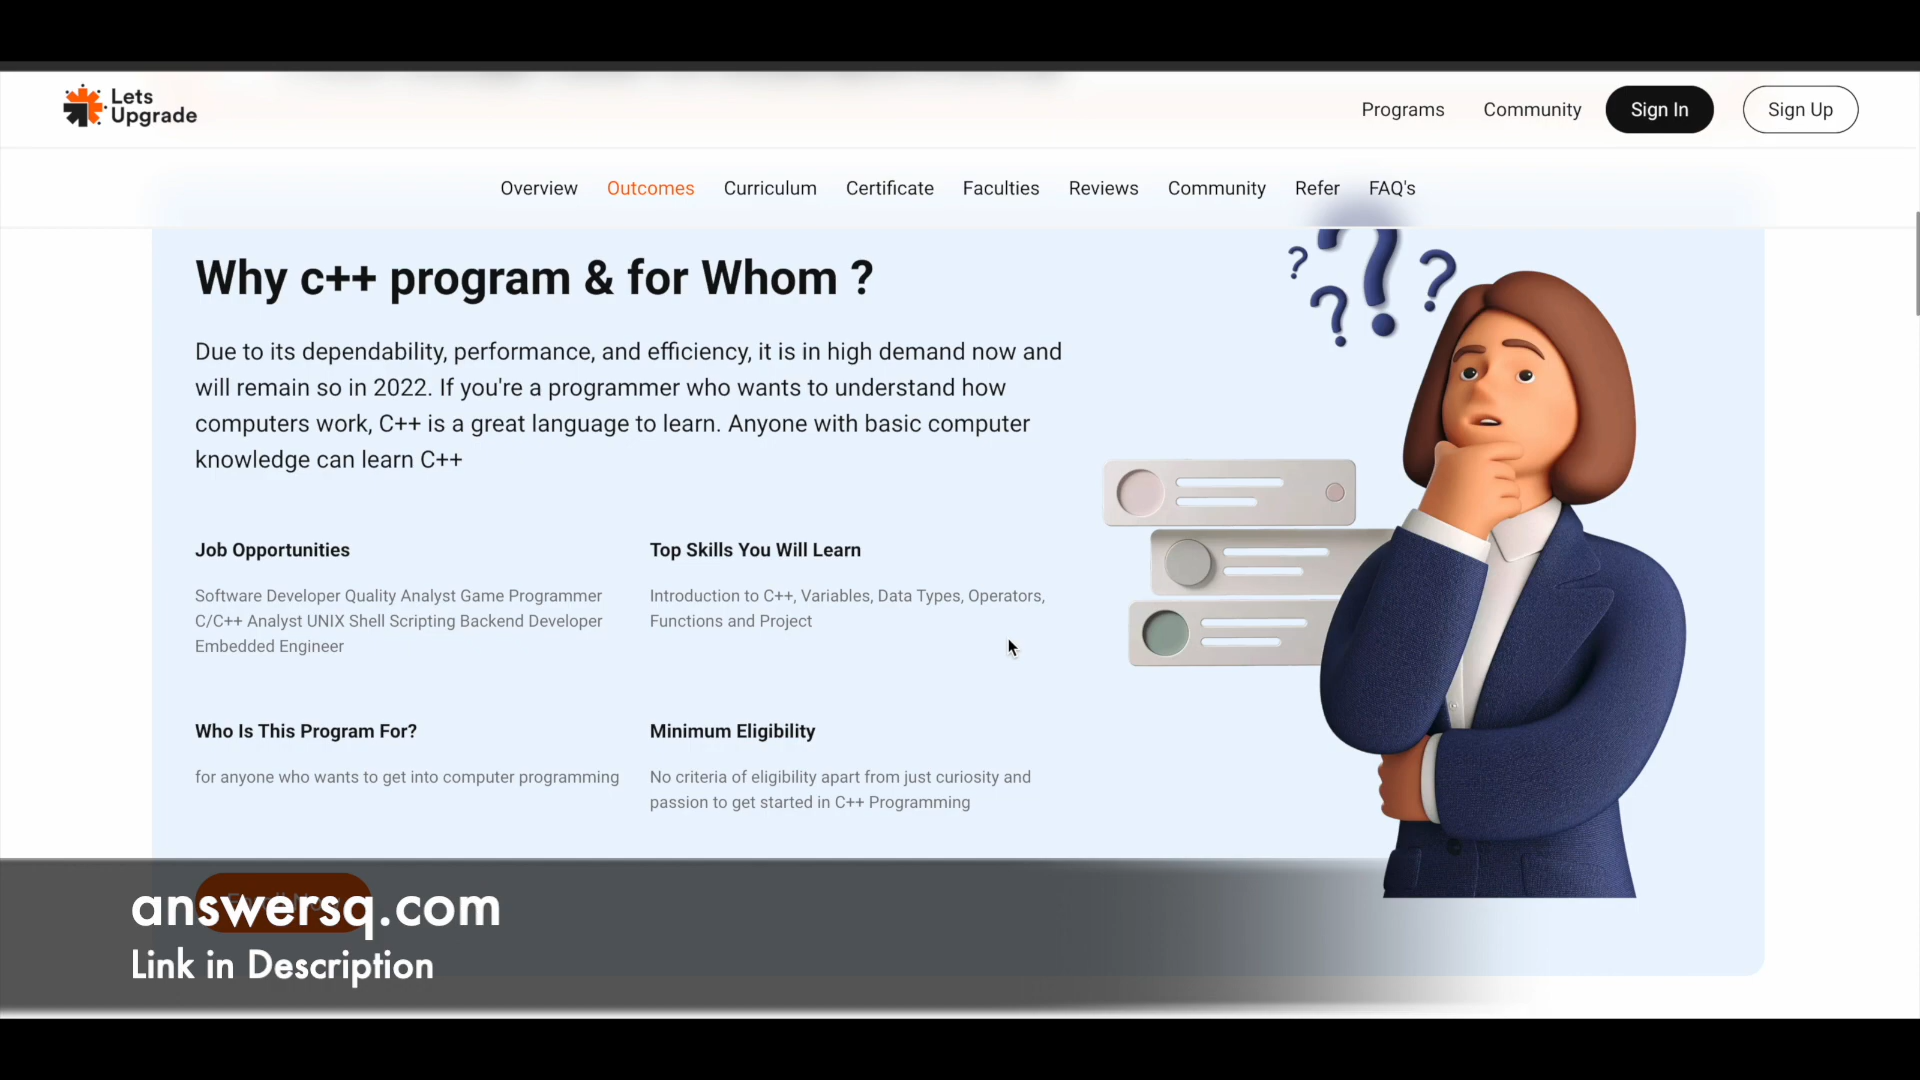 Lets
Upgrade
Programs
Community
Sign In
Sign Up
Overview
Outcomes
Curriculum
Certificate
Faculties
Reviews
Community
Refer
FAQ's
Why c++ program & for Whom ?
Due to its dependability, performance, and efficiency, it is in high demand now and
will remain so in 2022. If you're a programmer who wants to understand how
computers work, C++ is a great language to learn. Anyone with basic computer
knowledge can learn C++
Job Opportunities
Software Developer Quality Analyst Game Programmer
C/C++ Analyst UNIX Shell Scripting Backend Developer
Embedded Engineer
Top Skills You Will Learn
Introduction to C++, Variables, Data Types, Operators,
Functions and Project
Who Is This Program For?
for anyone who wants to get into computer programming
Minimum Eligibility
No criteria of eligibility apart from just curiosity and
passion to get started in C++ Programming
answersq.com
Link in Description